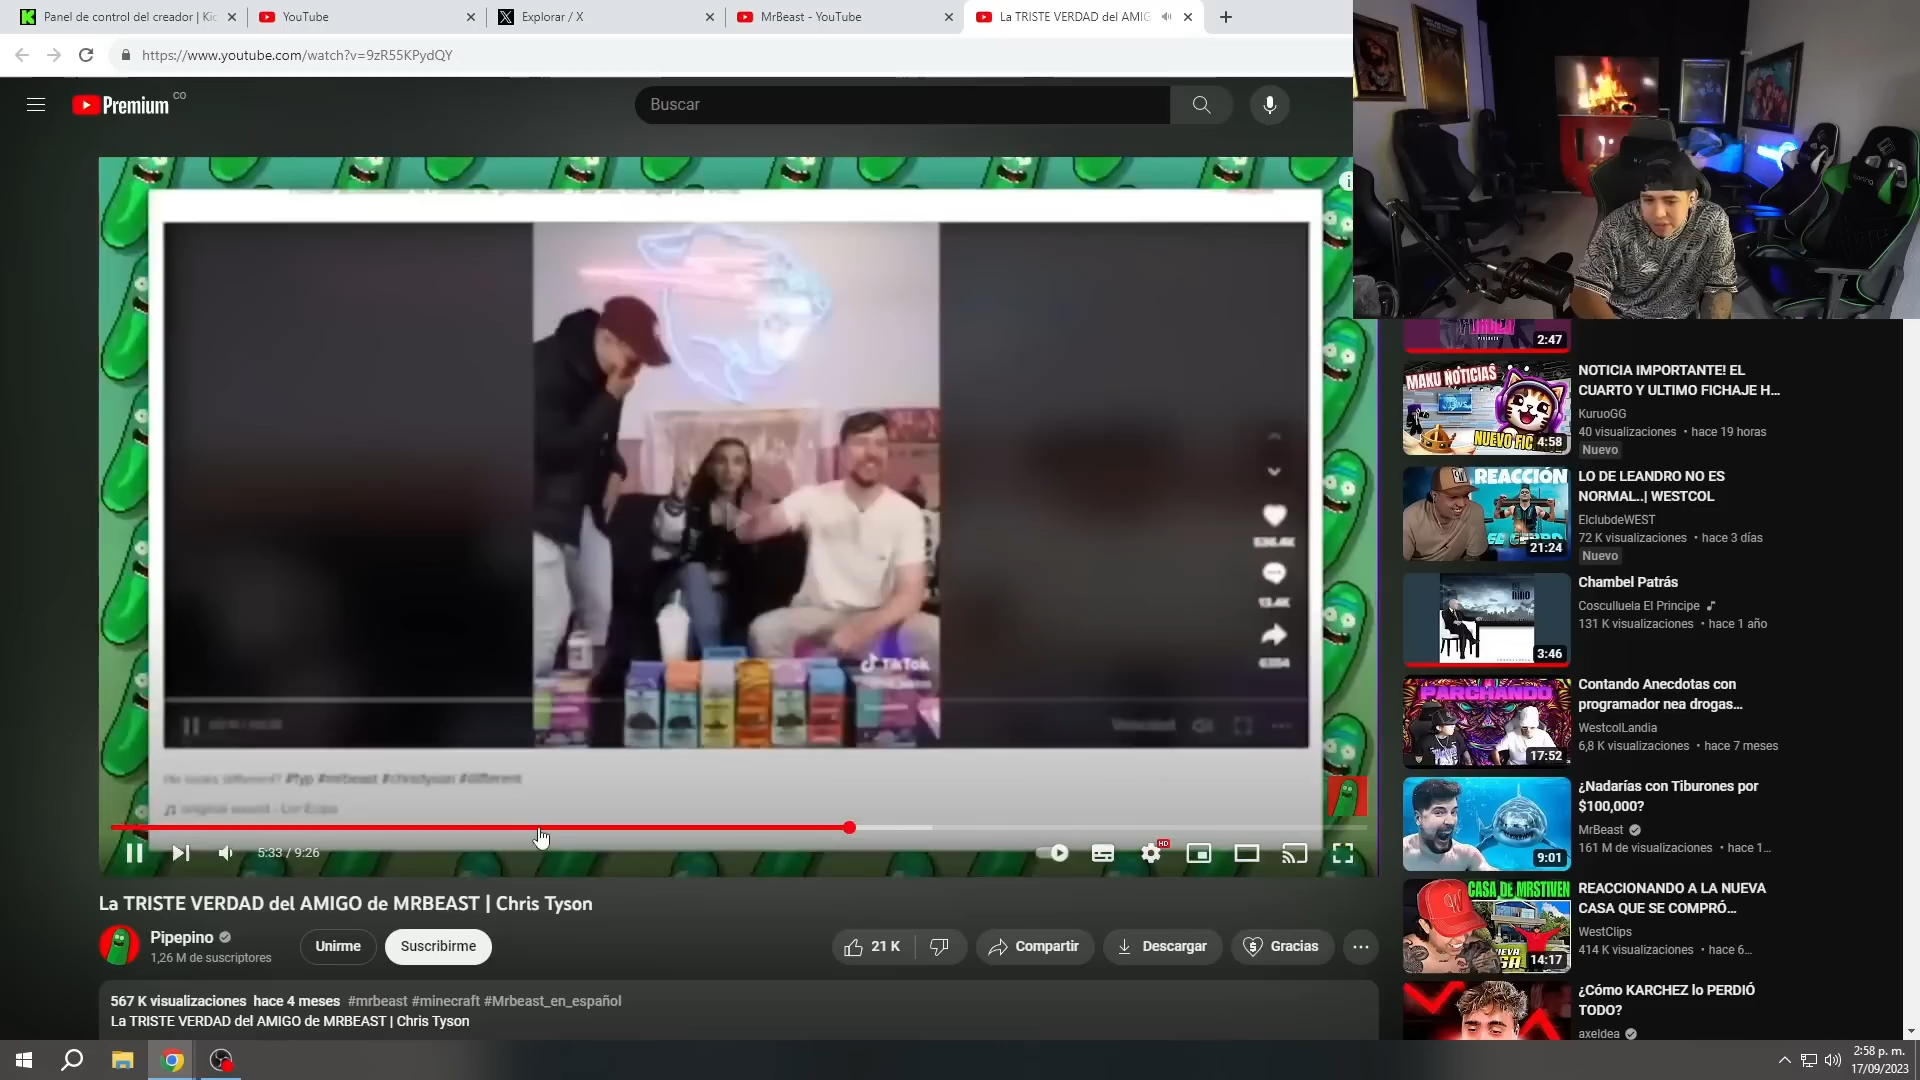 Panel de control del creador | Kic
YouTube
Explorar / X
MrBeast - YouTube
La TRISTE VERDAD del AMIG
https://www.youtube.com/watch?v=9zR55KPydQY
Premium CO
Buscar
TikTok
#fyp #mrbeast #christyson #different
original sound
5:33 / 9:26
HD
La TRISTE VERDAD del AMIGO de MRBEAST | Chris Tyson
Pipepino
1,26 M de suscriptores
Unirme
Suscribirme
21 K
Compartir
Descargar
Gracias
567 K visualizaciones hace 4 meses #mrbeast #minecraft #Mrbeast_en_español
La TRISTE VERDAD del AMIGO de MRBEAST | Chris Tyson
2:47
MAKU NOTICIAS
NEWS
NUEVO FIC
4:58
NOTICIA IMPORTANTE! EL
CUARTO Y ULTIMO FICHAJE H...
KuruoGG
40 visualizaciones • hace 19 horas
Nuevo
REACCIÓN
21:24
LO DE LEANDRO NO ES
NORMAL..| WESTCOL
ElclubdeWEST
72 K visualizaciones • hace 3 días
Nuevo
3:46
Chambel Patrás
Cosculluela El Principe
131 K visualizaciones • hace 1 año
PARCHANDO
17:52
Contando Anecdotas con
programador nea drogas...
WestcolLandia
6,8 K visualizaciones • hace 7 meses
9:01
¿Nadarías con Tiburones por
$100,000?
MrBeast
161 M de visualizaciones • hace 1...
CASA DE MRSTIVEN
14:17
REACCIONANDO A LA NUEVA
CASA QUE SE COMPRÓ...
WestClips
414 K visualizaciones • hace 6...
¿Cómo KARCHEZ lo PERDIÓ
TODO?
axeldea
2:58 p. m.
17/09/2023